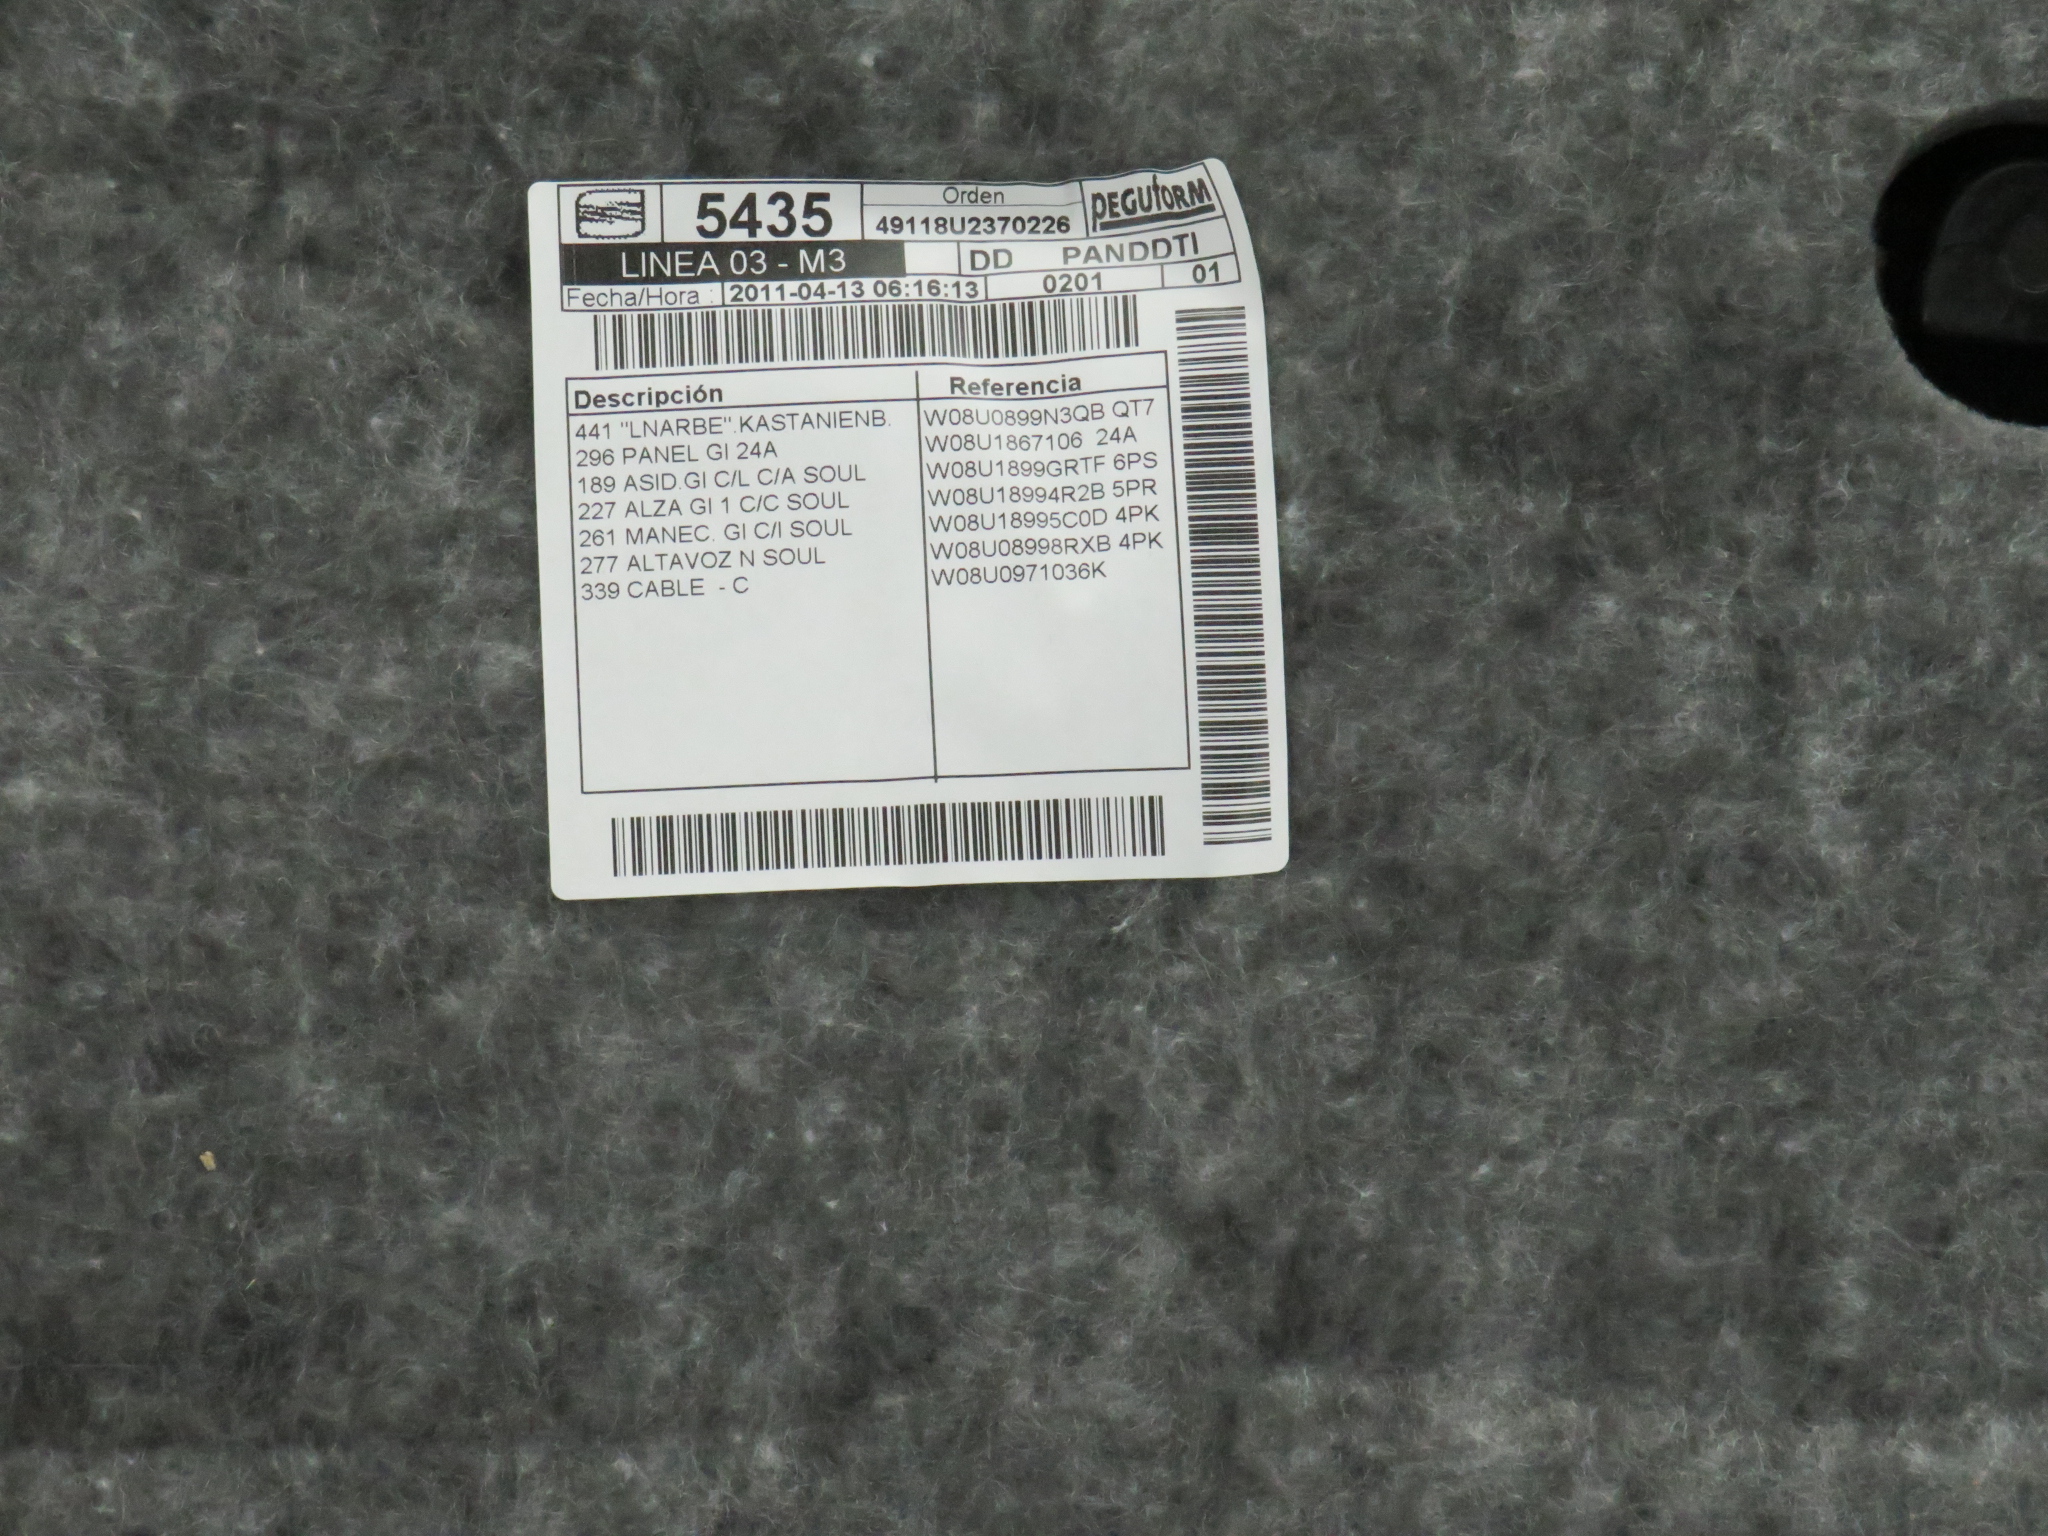 5435
Orden
49118U2370226
PEGUFORM
LINEA 03 - M3
DD PANDDTI
Fecha/Hora : 2011-04-13 06:16:13 0201 01
Descripción Referencia
441 "LNARBE".KASTANIENB. W08U0899N3QB QT7
296 PANEL GI 24A W08U1867106 24A
189 ASID.GI C/L C/A SOUL W08U1899GRTF 6PS
227 ALZA GI 1 C/C SOUL W08U18994R2B 5PR
261 MANEC. GI C/I SOUL W08U18995C0D 4PK
277 ALTAVOZ N SOUL W08U08998RXB 4PK
339 CABLE - C W08U0971036K